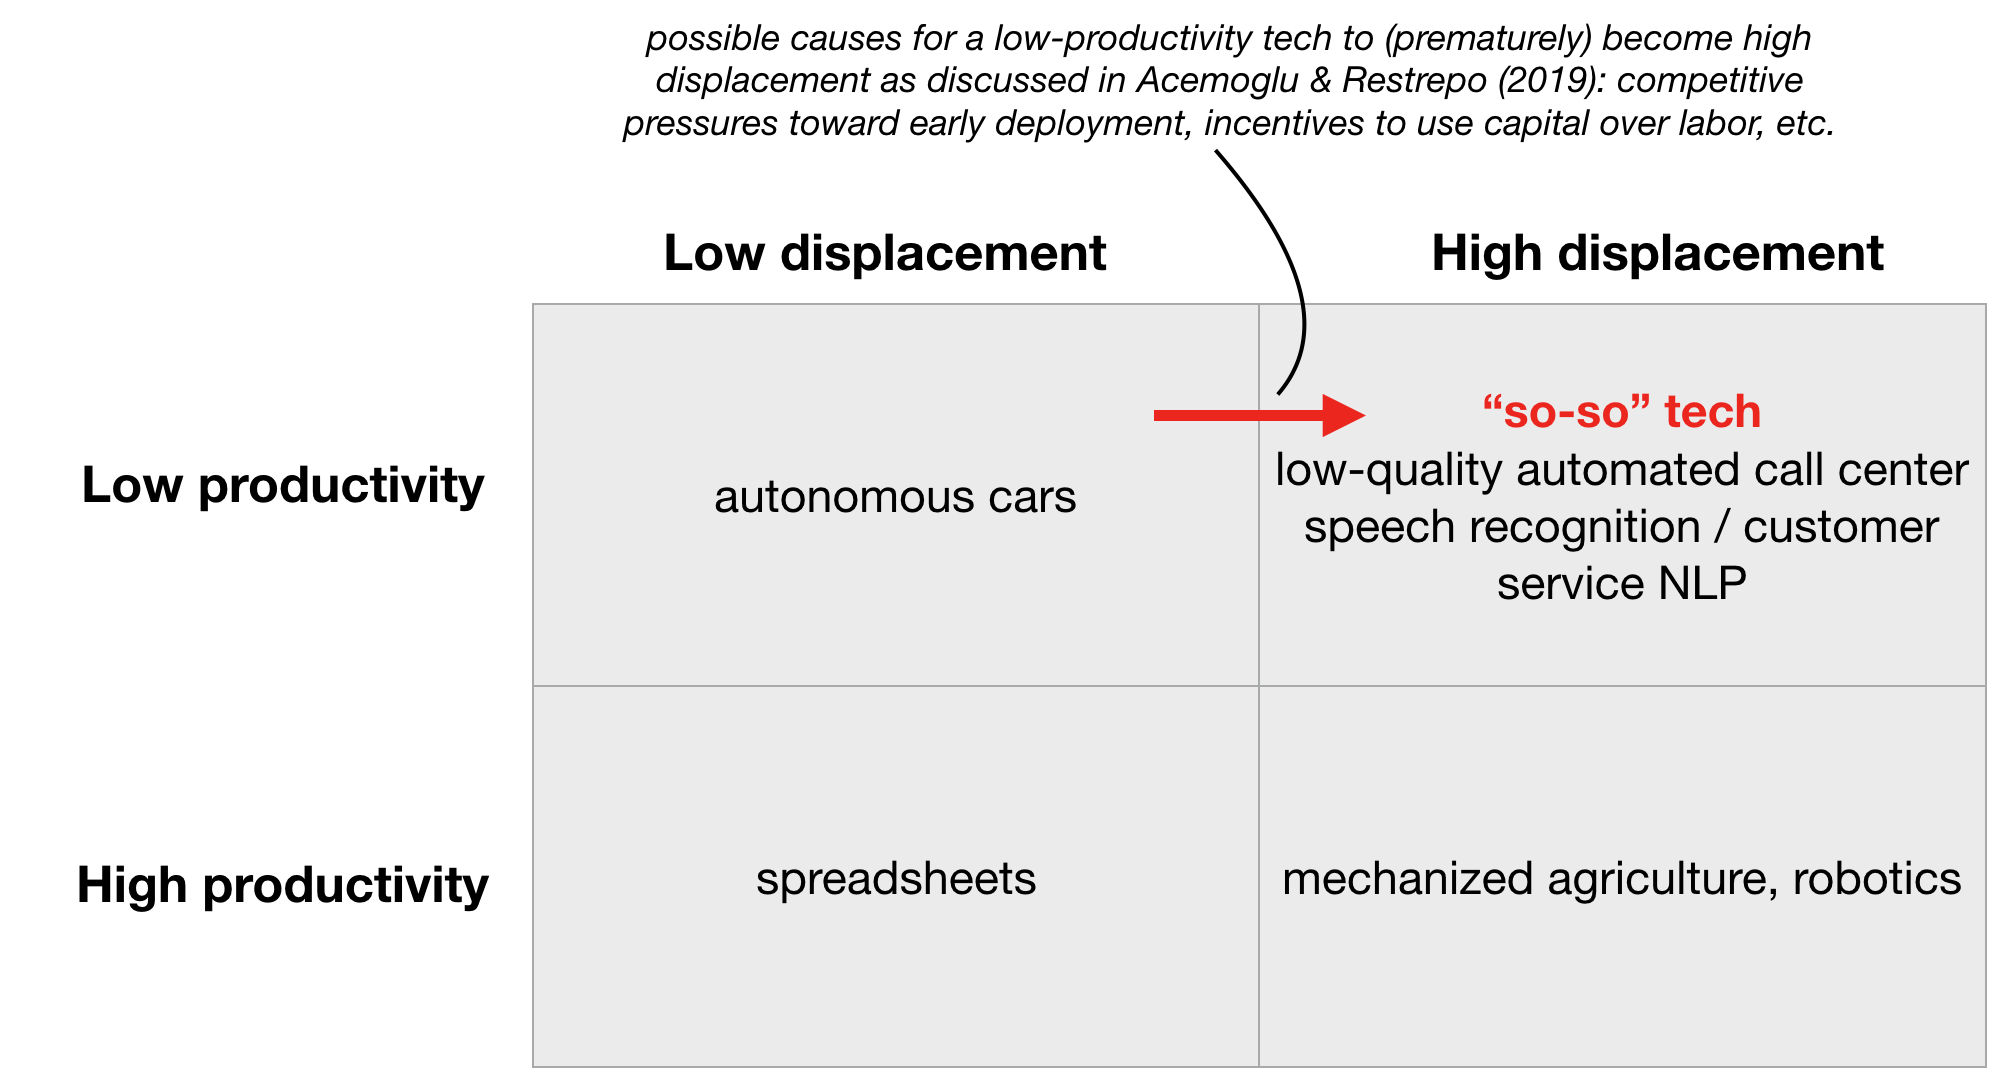 possible causes for a low-productivity tech to (prematurely) become high
displacement as discussed in Acemoglu & Restrepo (2019): competitive
pressures toward early deployment, incentives to use capital over labor, etc.
Low displacement
High displacement
Low productivity
autonomous cars
“so-so” tech
low-quality automated call center
speech recognition / customer
service NLP
High productivity
spreadsheets
mechanized agriculture, robotics